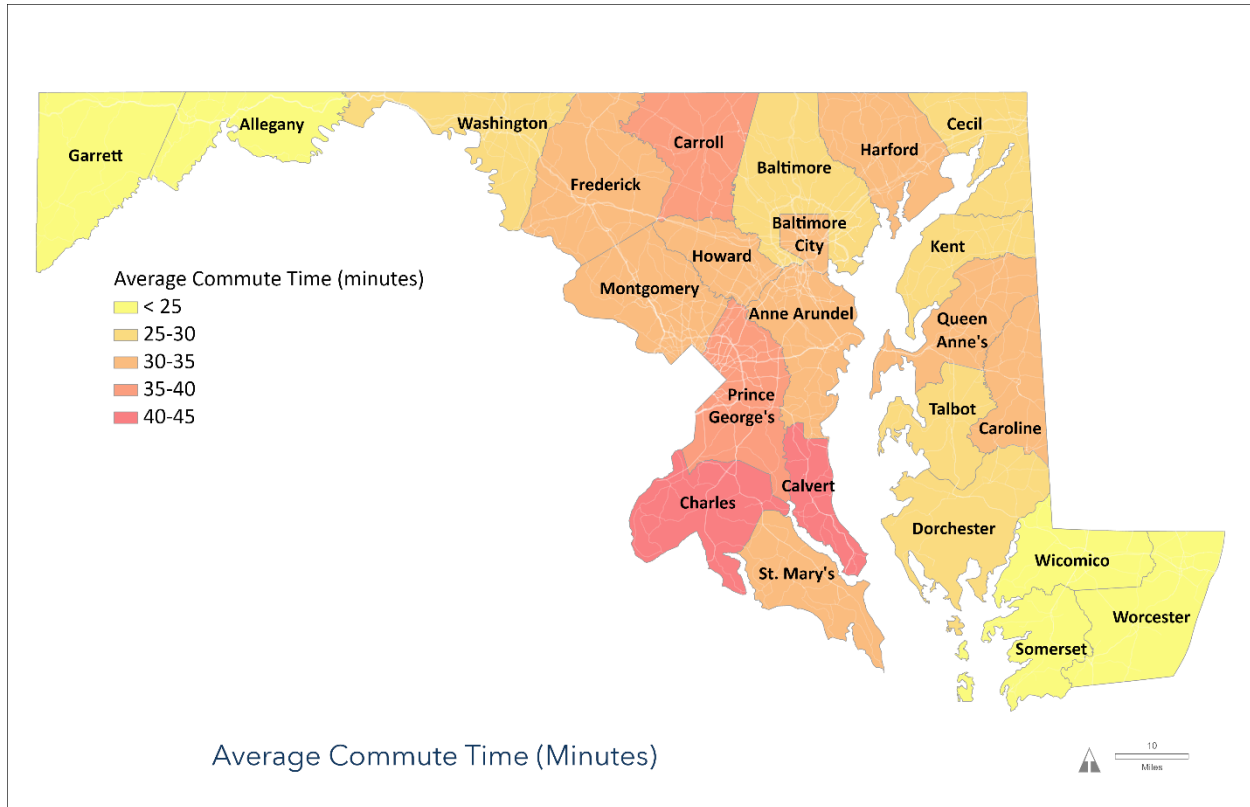 Garrett
Allegany
Washington
Frederick
Carroll
Baltimore
Baltimore
City
Harford
Cecil
Kent
Howard
Montgomery
Anne Arundel
Queen
Anne's
Prince
George's
Talbot
Caroline
Charles
Calvert
Dorchester
St. Mary's
Wicomico
Worcester
Somerset
Average Commute Time (minutes)
< 25
25-30
30-35
35-40
40-45
Average Commute Time (Minutes)
10
Miles